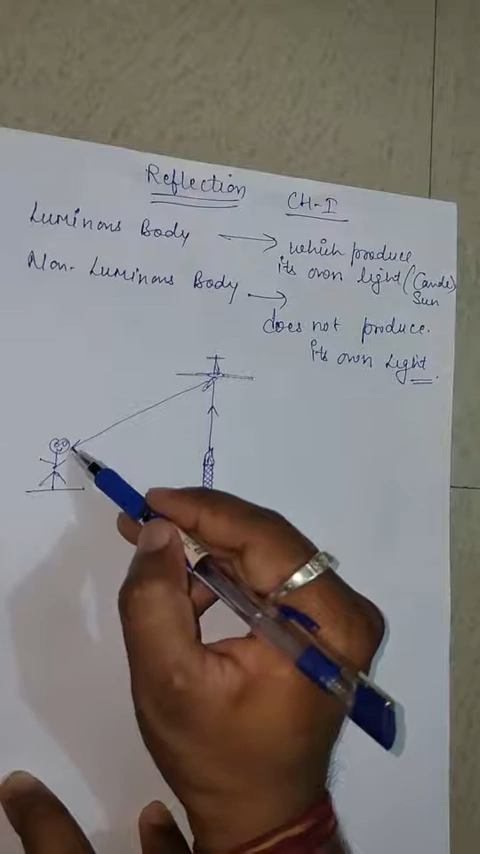 Reflection CH-I
Luminous Body → which produce
its own light (Candle)
Sun
Non-Luminous Body →
does not produce.
its own Light.